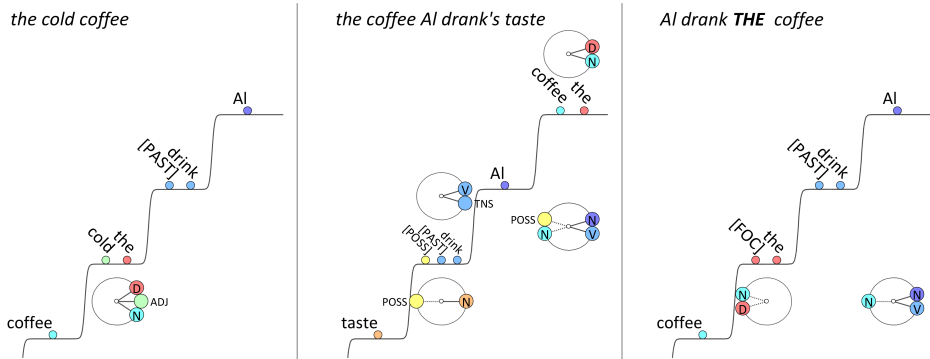 the cold coffee
Al
[PAST]
drink
cold
the
D
ADJ
N
coffee
the coffee Al drank's taste
D
N
coffee
the
Al
V
TNS
POSS
N
N
V
[POSS]
[PAST]
drink
POSS
N
taste
Al drank THE coffee
Al
[PAST]
drink
[FOC]
the
N
D
N
N
V
coffee